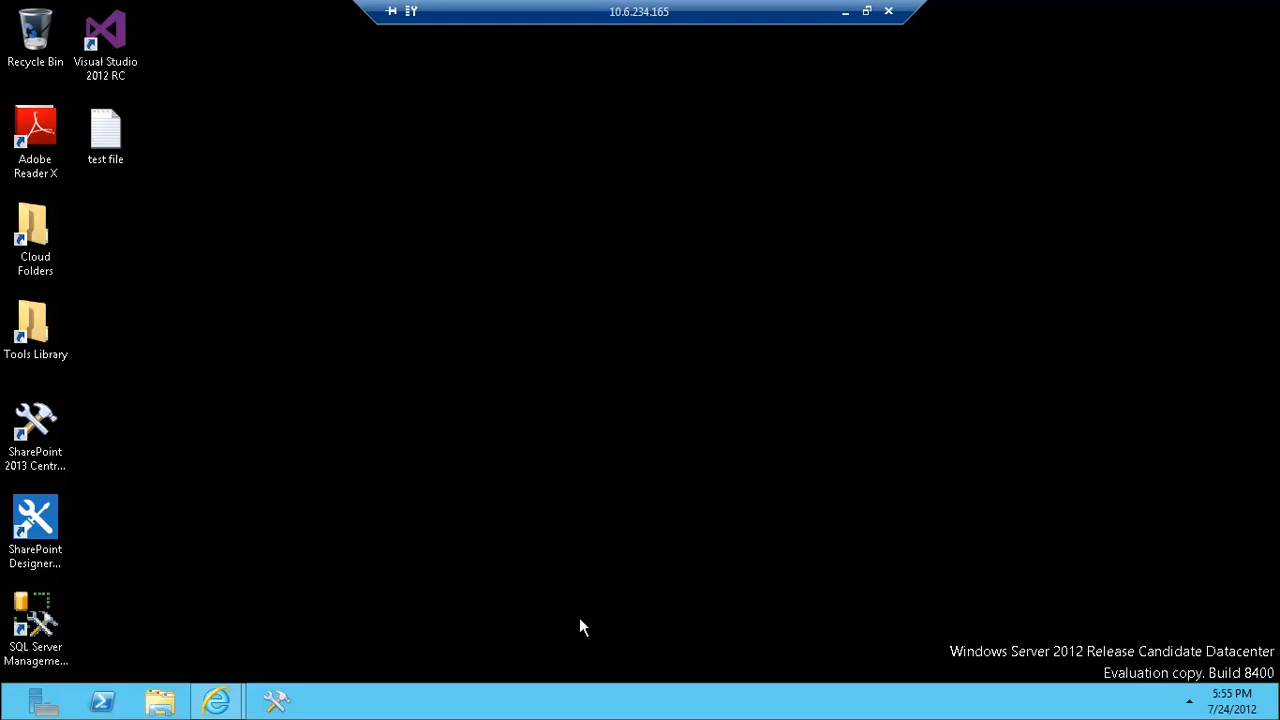 10.6.234.165
Recycle Bin
Visual Studio
2012 RC
Adobe
Reader X
test file
Cloud
Folders
Tools Library
SharePoint
2013 Centr...
SharePoint
Designer...
SQL Server
Manageme...
Windows Server 2012 Release Candidate Datacenter
Evaluation copy. Build 8400
5:55 PM
7/24/2012